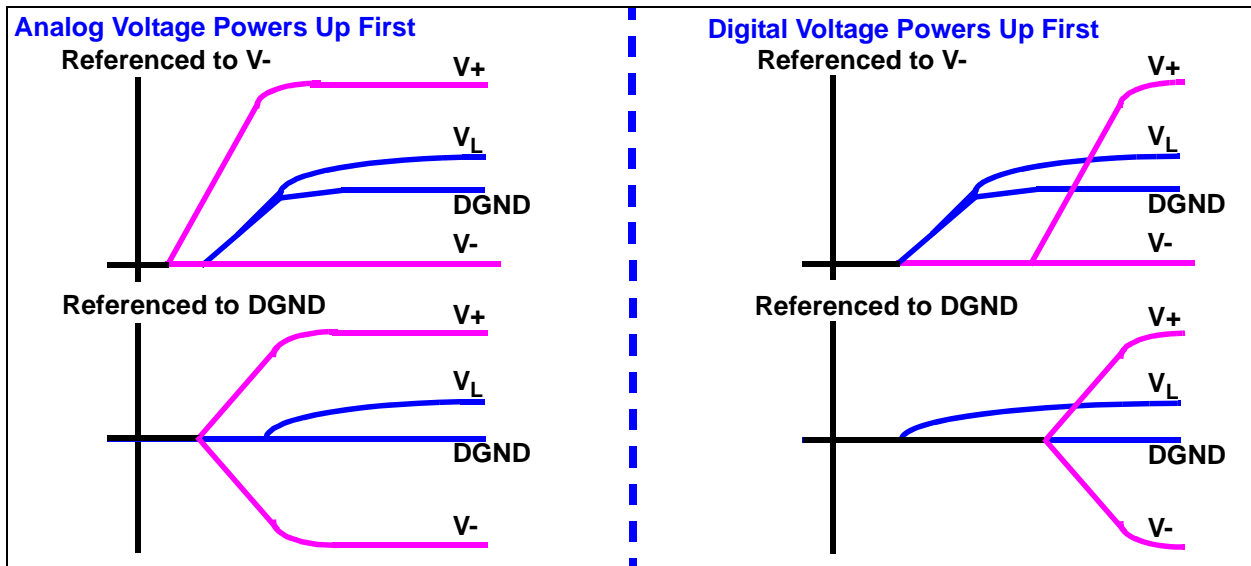 Analog Voltage Powers Up First
Referenced to V-
V+
VL
DGND
V-
Referenced to DGND
V+
VL
DGND
V-
Digital Voltage Powers Up First
Referenced to V-
V+
VL
DGND
V-
Referenced to DGND
V+
VL
DGND
V-